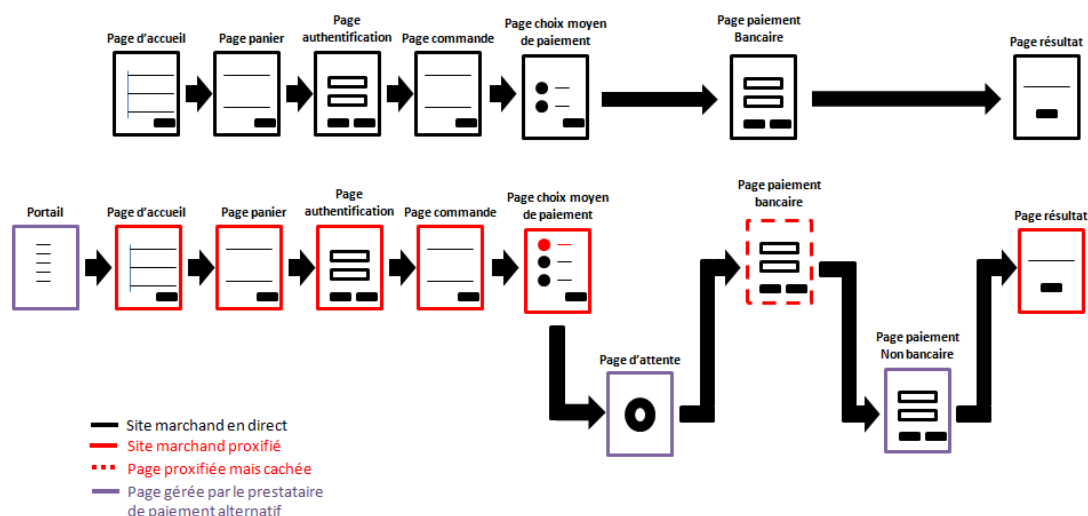 Page d'accueil
Page panier
Page
authentification
Page commande
Page choix moyen
de paiement
Page paiement
Bancaire
Page résultat
Portail
Page d'accueil
Page panier
Page
authentification
Page commande
Page choix moyen
de paiement
Page paiement
bancaire
Page résultat
Page d'attente
Page paiement
Non bancaire
Site marchand en direct
Site marchand proxifié
Page proxifiée mais cachée
Page gérée par le prestataire
de paiement alternatif